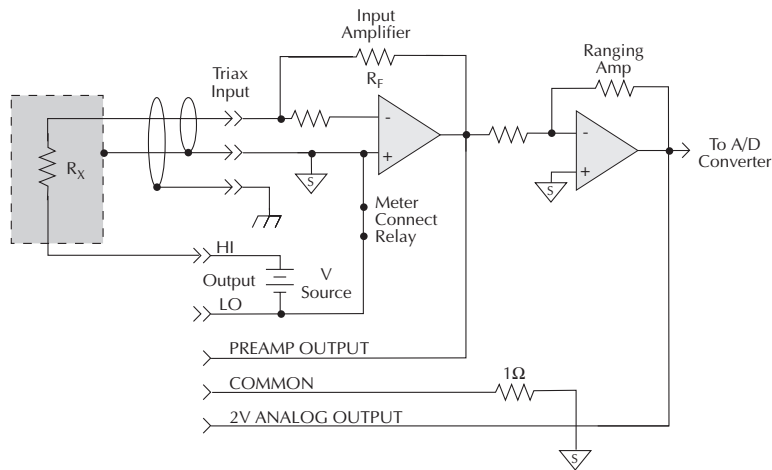 Input
Amplifier
Ranging
Amp
Triax
Input
R_F
-
+
S
-
+
S
To A/D
Converter
R_X
Meter
Connect
Relay
HI
Output
V
Source
LO
PREAMP OUTPUT
1Ω
COMMON
2V ANALOG OUTPUT
S